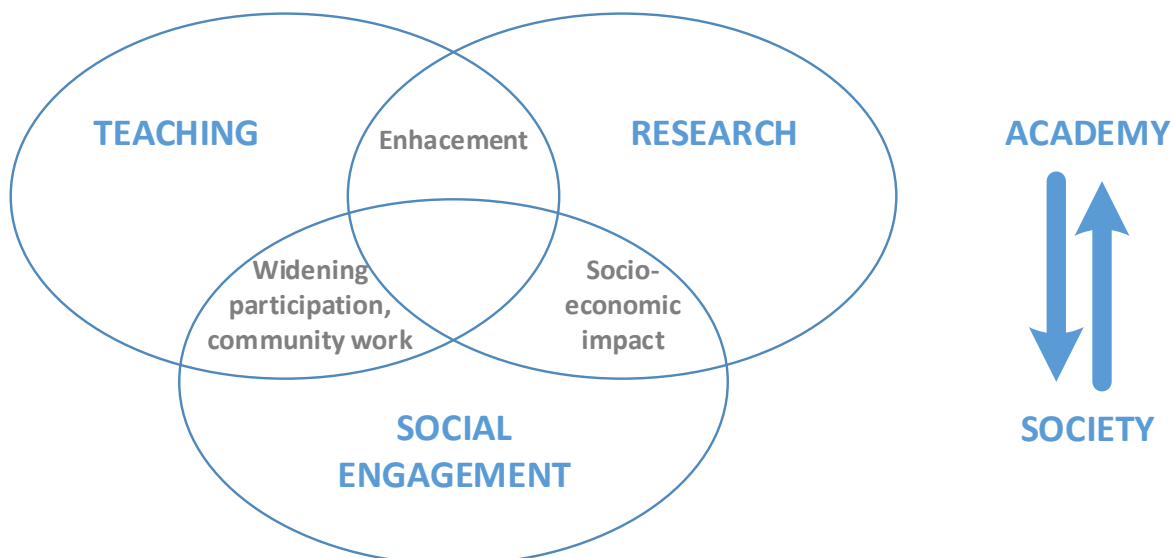 TEACHING
Enhacement
RESEARCH
ACADEMY
Widening
participation,
community work
Socio-
economic
impact
SOCIAL
ENGAGEMENT
SOCIETY